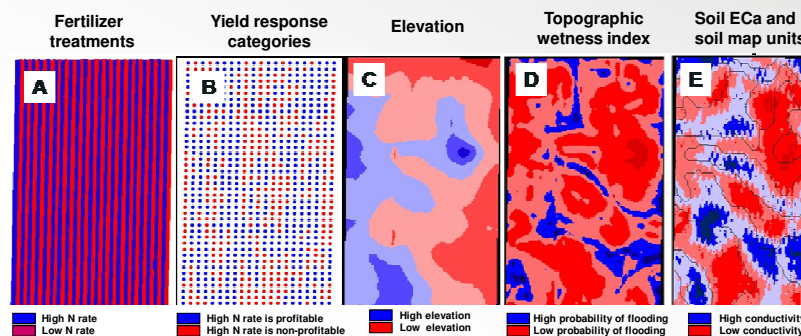 Fertilizer
treatments
Yield response
categories
Elevation
Topographic
wetness index
Soil ECa and
soil map units
A
B
C
D
E
High N rate
Low N rate
High N rate is profitable
High N rate is non-profitable
High elevation
Low elevation
High probability of flooding
Low probability of flooding
High conductivity
Low conductivity